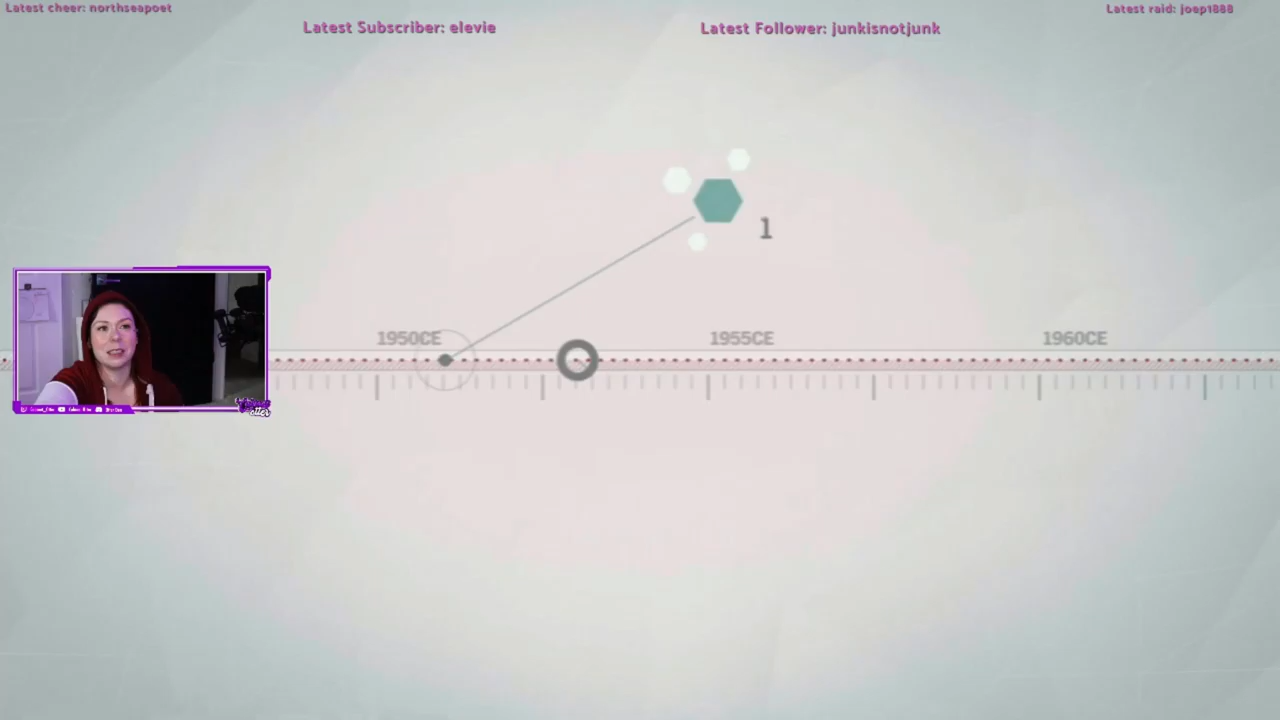 Latest cheer: northseapoet
Latest raid: joep1888
Latest Subscriber: elevie
Latest Follower: junkisnotjunk
1
1950CE
1955CE
1960CE